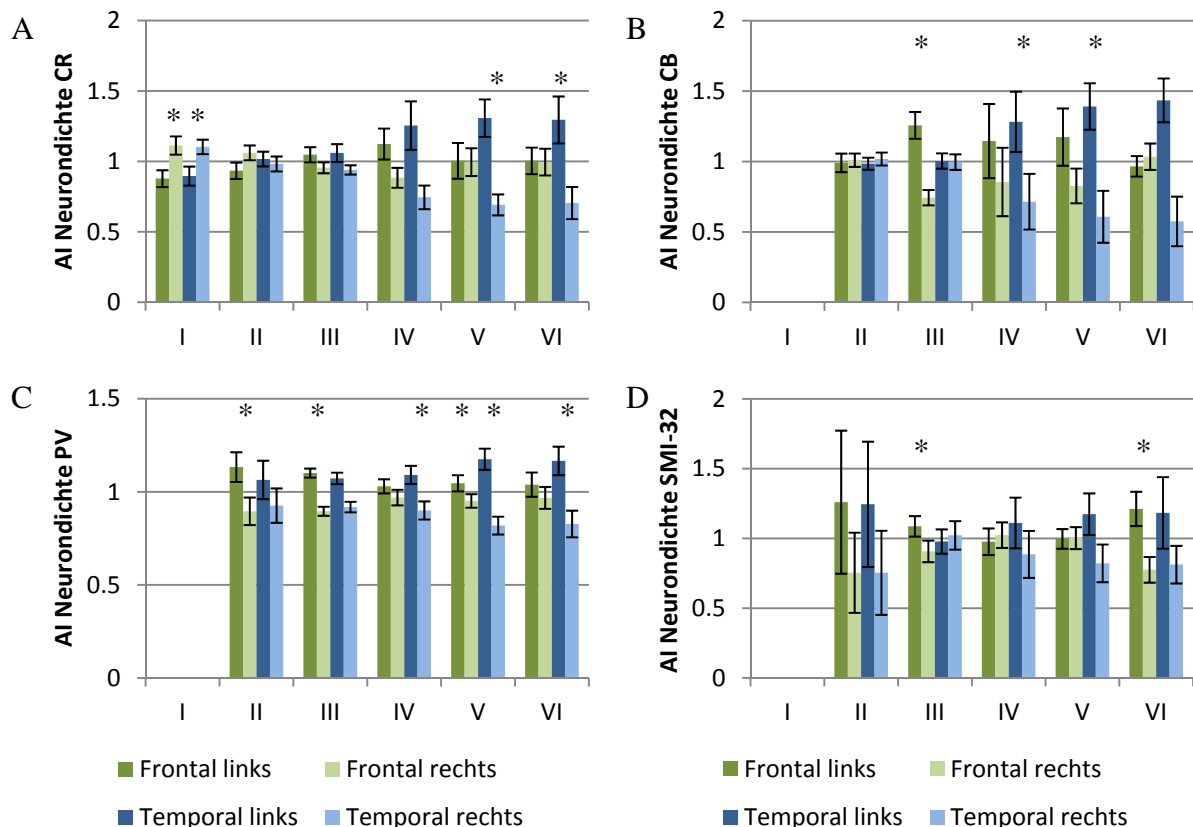 A
AI Neurondichte CR
2
1.5
1
0.5
0
* * * *
I II III IV V VI
B
AI Neurondichte CB
2
1.5
1
0.5
0
* * *
I II III IV V VI
C
AI Neurondichte PV
1.5
1
0.5
0
* * * * * *
I II III IV V VI
D
AI Neurondichte SMI-32
2
1.5
1
0.5
0
* *
I II III IV V VI
Frontal links Frontal rechts
Temporal links Temporal rechts
Frontal links Frontal rechts
Temporal links Temporal rechts